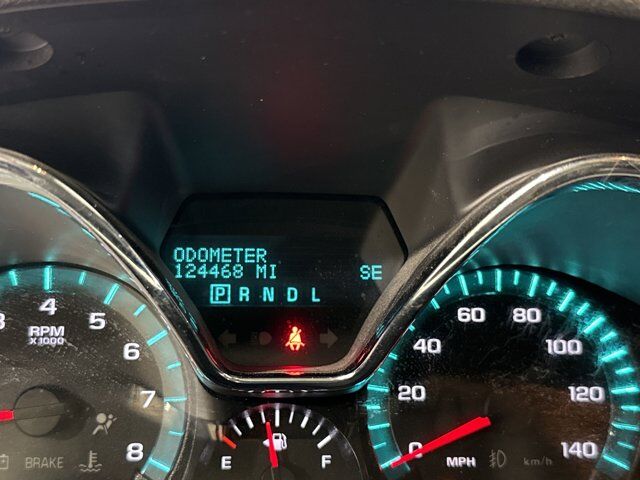 ODOMETER
124468 MI SE
P R N D L
3 4 5 6 7 8
RPM
X1000
BRAKE
E F
0 20 40 60 80 100 120 140
MPH km/h